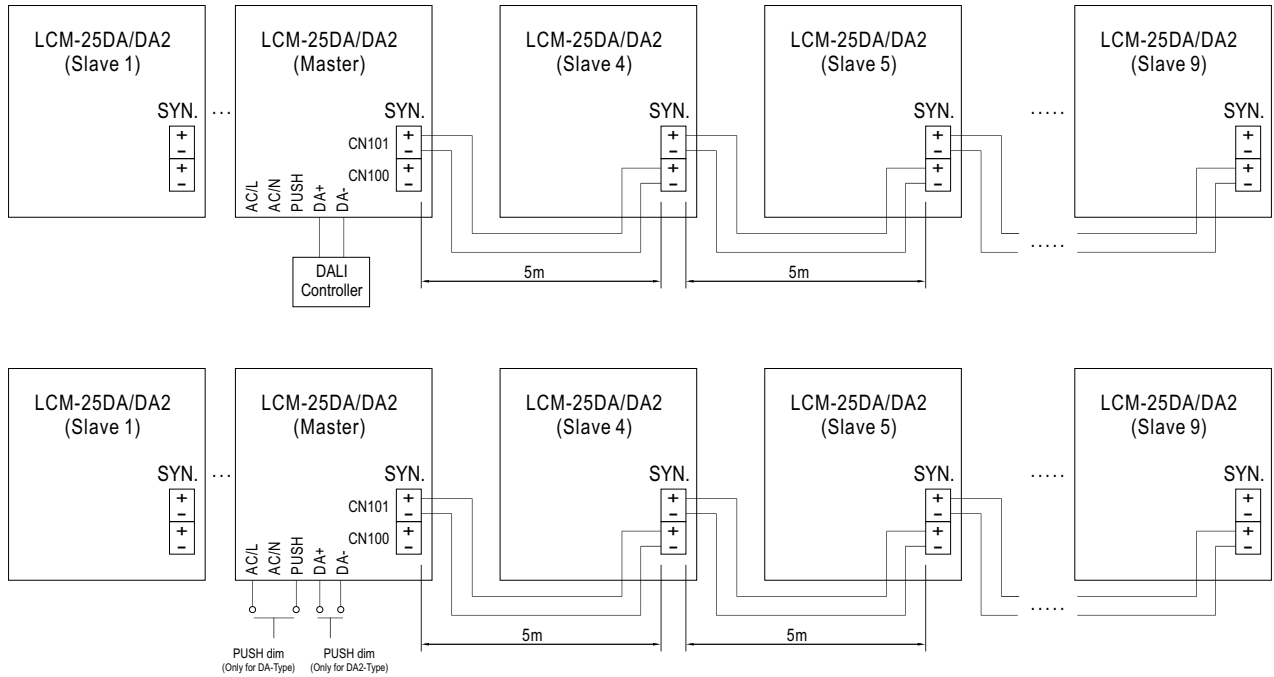 LCM-25DA/DA2
(Slave 1)
SYN.
+
-
+
-
...
LCM-25DA/DA2
(Master)
SYN.
CN101
+
-
CN100
+
-
AC/L
AC/N
PUSH
DA+
DA-
DALI
Controller
LCM-25DA/DA2
(Slave 4)
SYN.
+
-
+
-
5m
LCM-25DA/DA2
(Slave 5)
SYN.
+
-
+
-
5m
.....
.....
LCM-25DA/DA2
(Slave 9)
SYN.
+
-
+
-
LCM-25DA/DA2
(Slave 1)
SYN.
+
-
+
-
...
LCM-25DA/DA2
(Master)
SYN.
CN101
+
-
CN100
+
-
AC/L
AC/N
PUSH
DA+
DA-
PUSH dim
(Only for DA-Type)
PUSH dim
(Only for DA2-Type)
LCM-25DA/DA2
(Slave 4)
SYN.
+
-
+
-
5m
LCM-25DA/DA2
(Slave 5)
SYN.
+
-
+
-
5m
.....
.....
LCM-25DA/DA2
(Slave 9)
SYN.
+
-
+
-